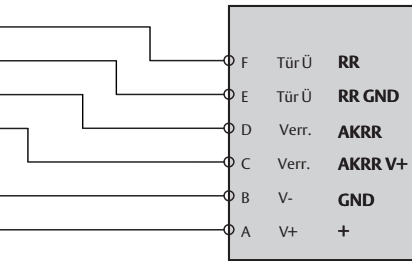 F Tür Ü RR
E Tür Ü RR GND
D Verr. AKRR
C Verr. AKRR V+
B V- GND
A V+ +